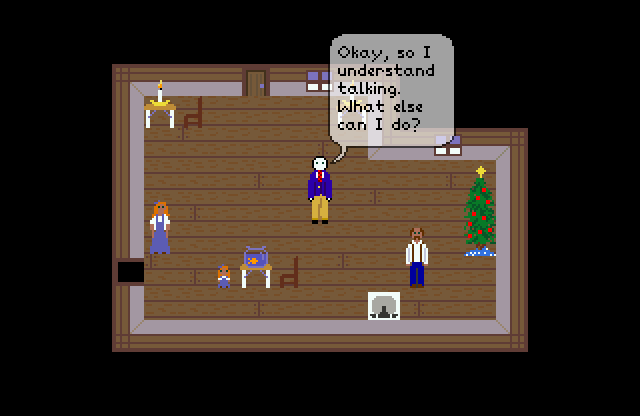 Okay, so I
understand
talking.
What else
can I do?